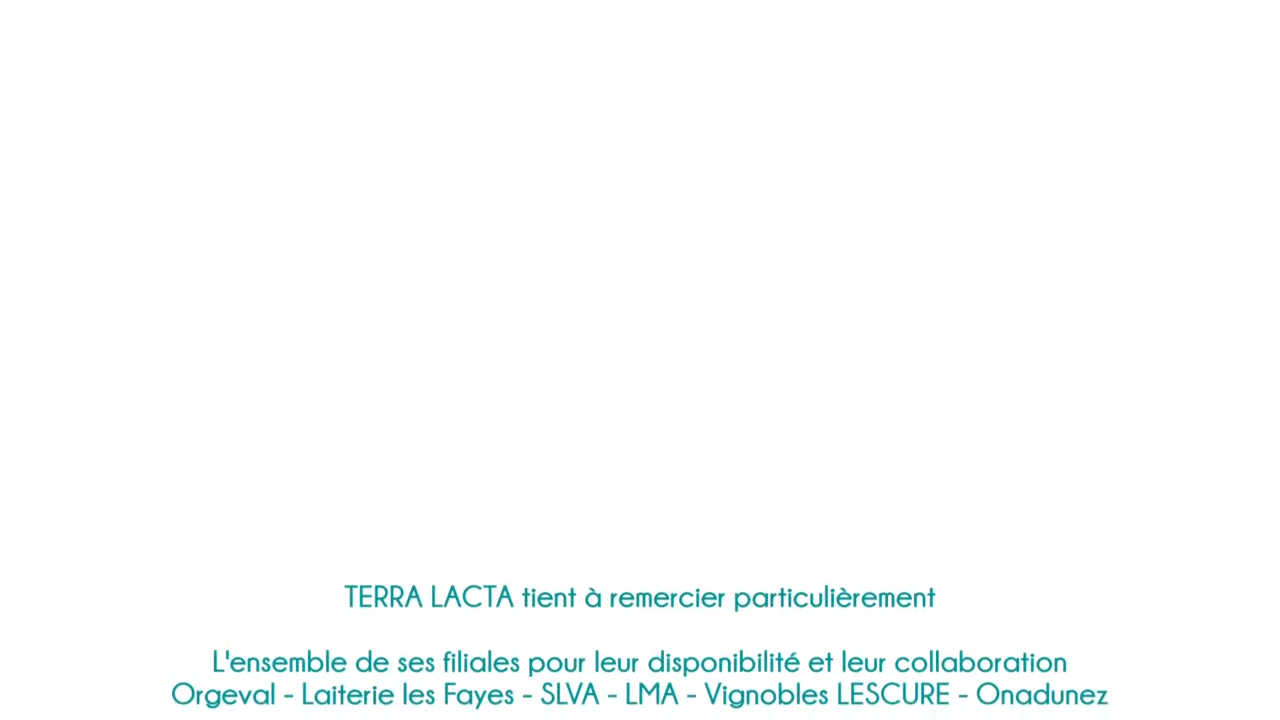 TERRA LACTA tient à remercier particulièrement
L'ensemble de ses filiales pour leur disponibilité et leur collaboration
Orgeval - Laiterie les Fayes - SLVA - LMA - Vignobles LESCURE - Onadunez